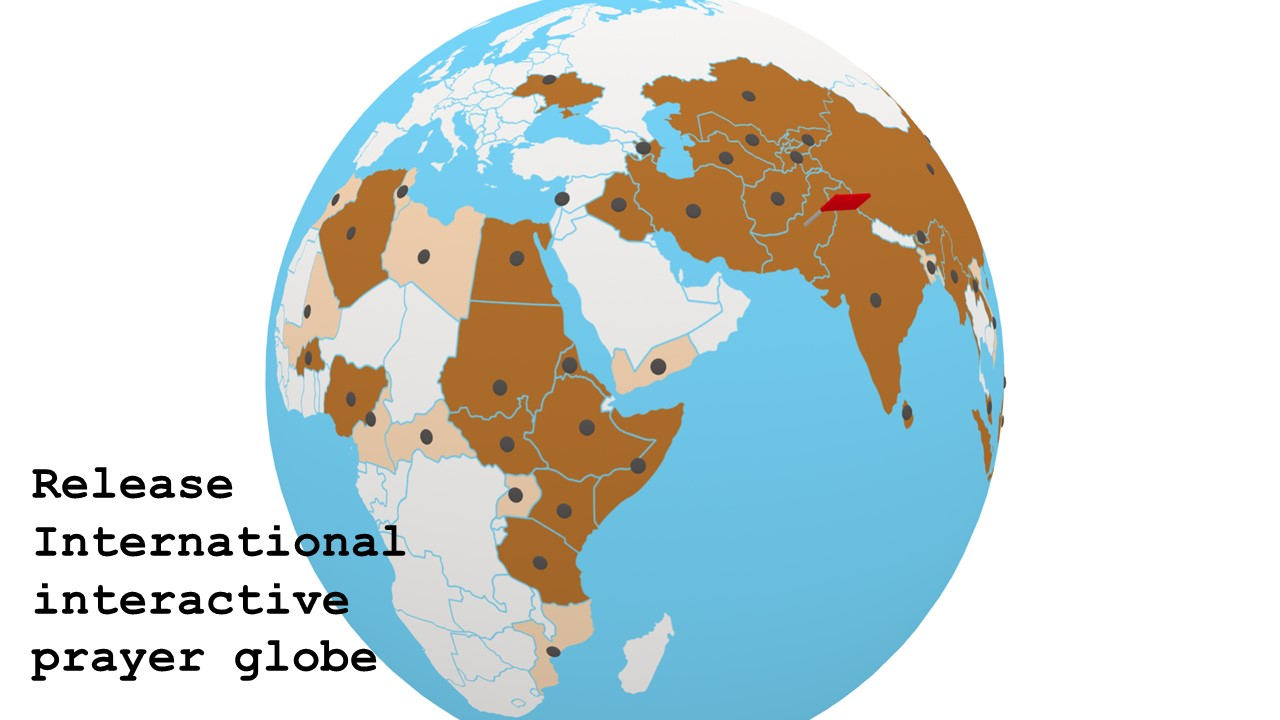 Release
International
interactive
prayer globe